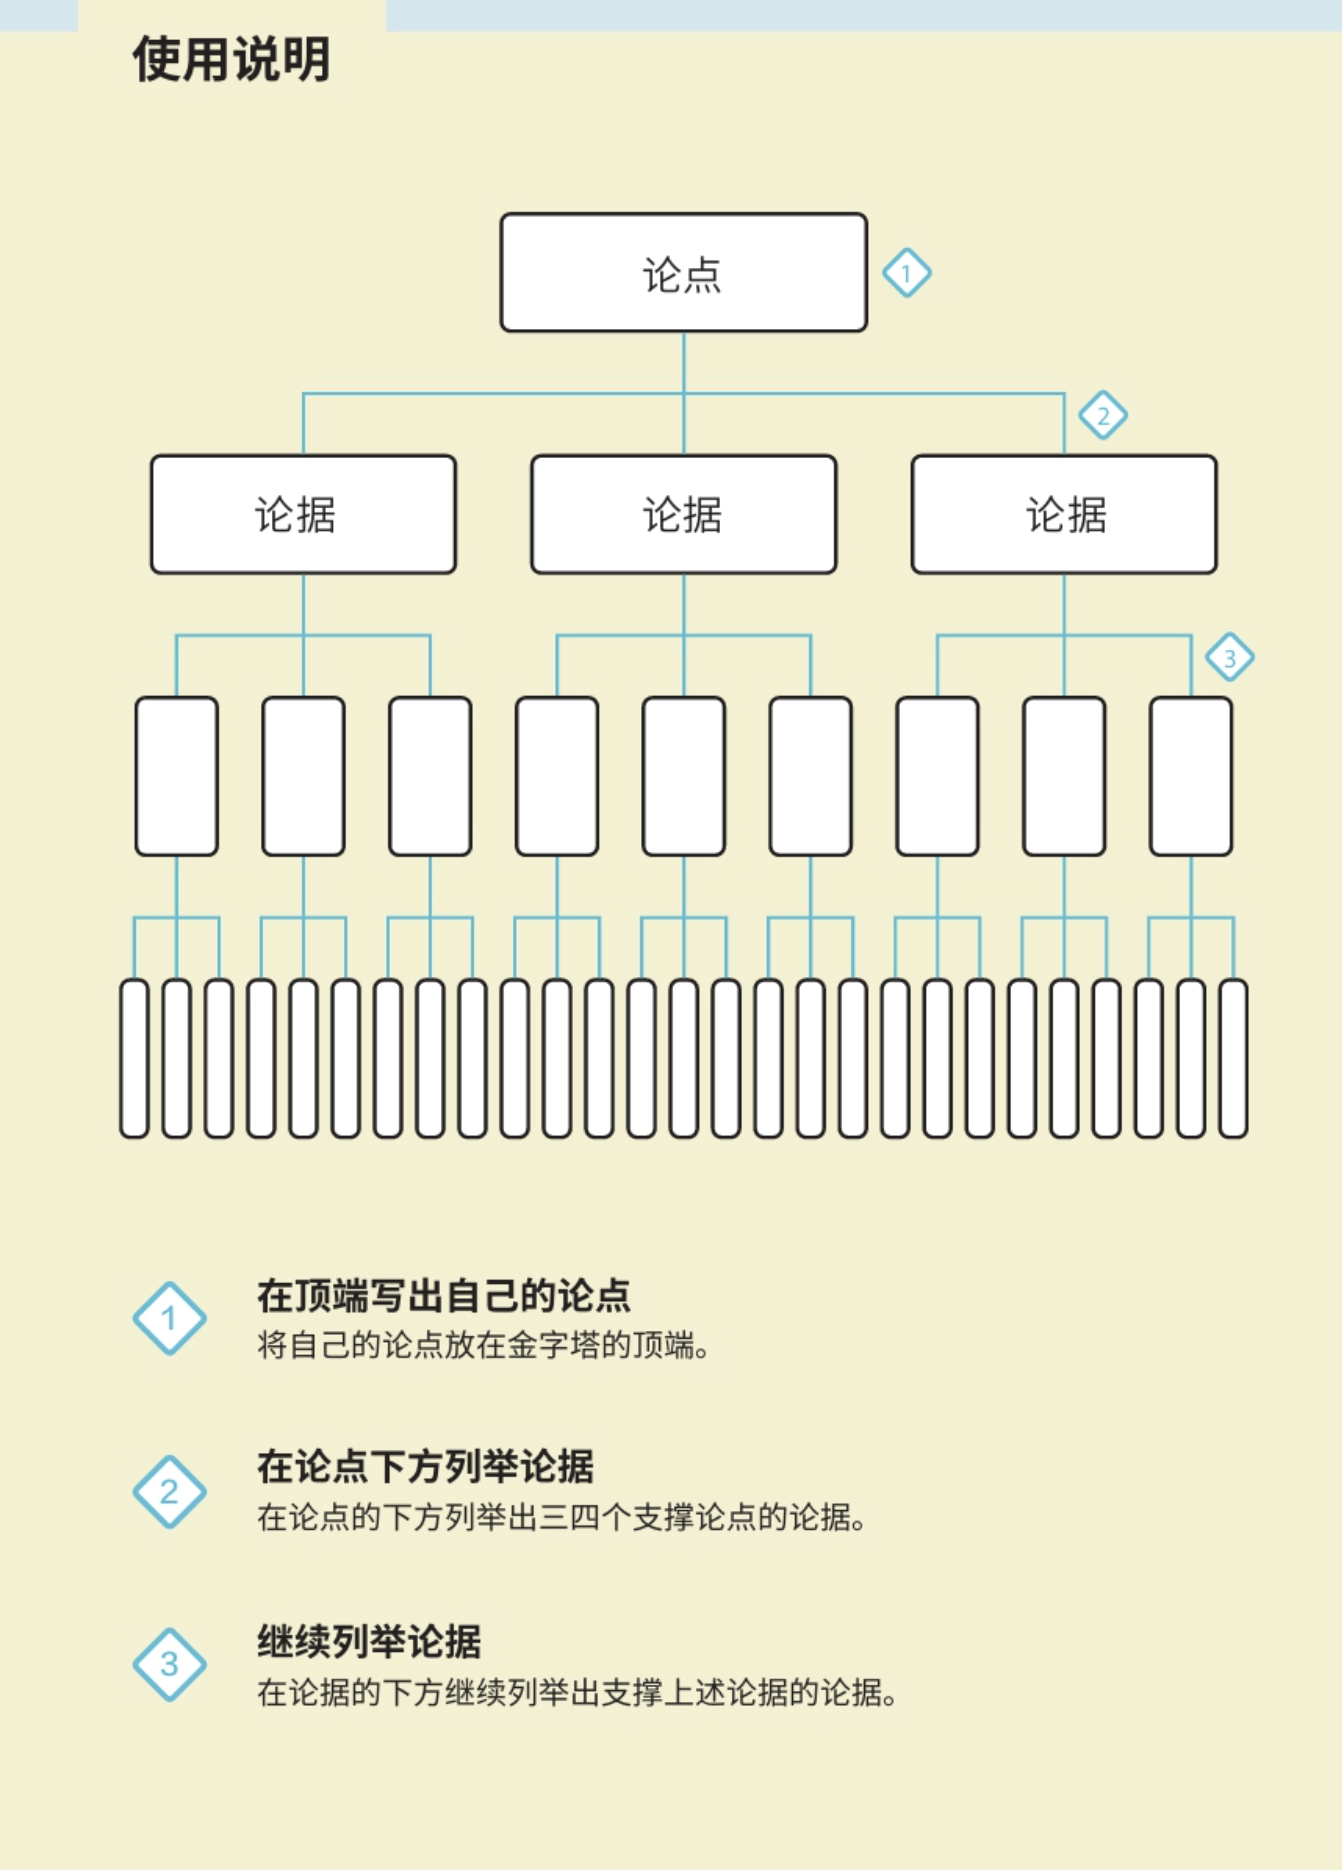 使用说明
论点
1
2
论据 论据 论据
3
1 在顶端写出自己的论点
将自己的论点放在金字塔的顶端。
2 在论点下方列举论据
在论点的下方列举出三四个支撑论点的论据。
3 继续列举论据
在论据的下方继续列举出支撑上述论据的论据。